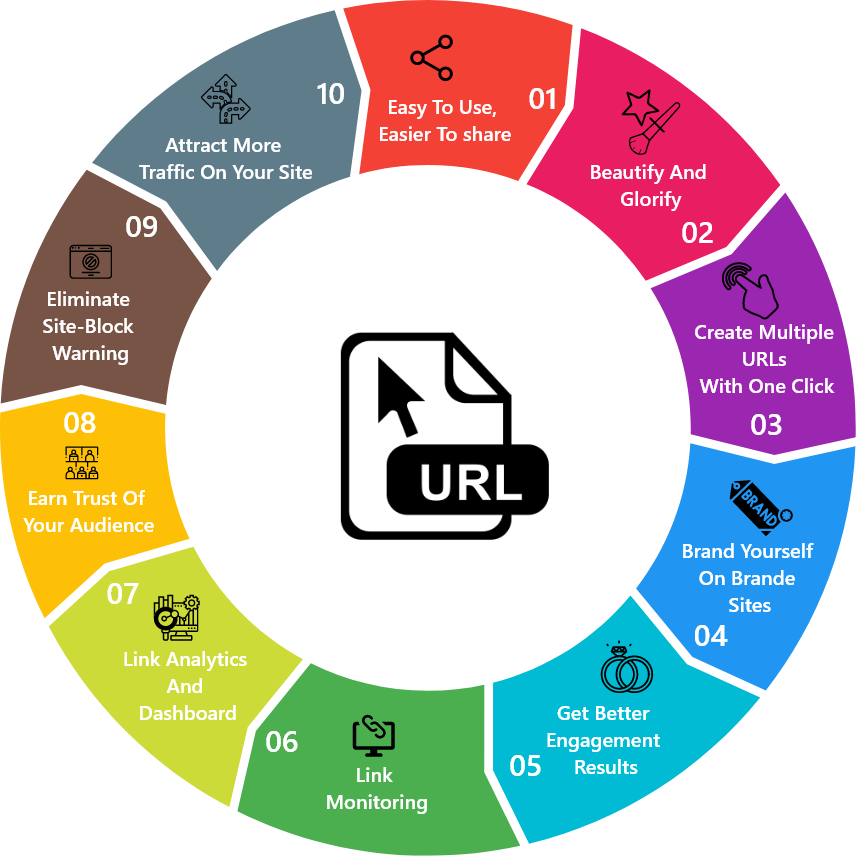 01
Easy To Use,
Easier To share
Beautify And
Glorify
02
Create Multiple
URLs
With One Click
03
BRAND
Brand Yourself
On Brande
Sites
04
Get Better
Engagement
Results
05
06
Link
Monitoring
07
Link Analytics
And
Dashboard
08
Earn Trust Of
Your Audience
09
Eliminate
Site-Block
Warning
10
Attract More
Traffic On Your Site
URL